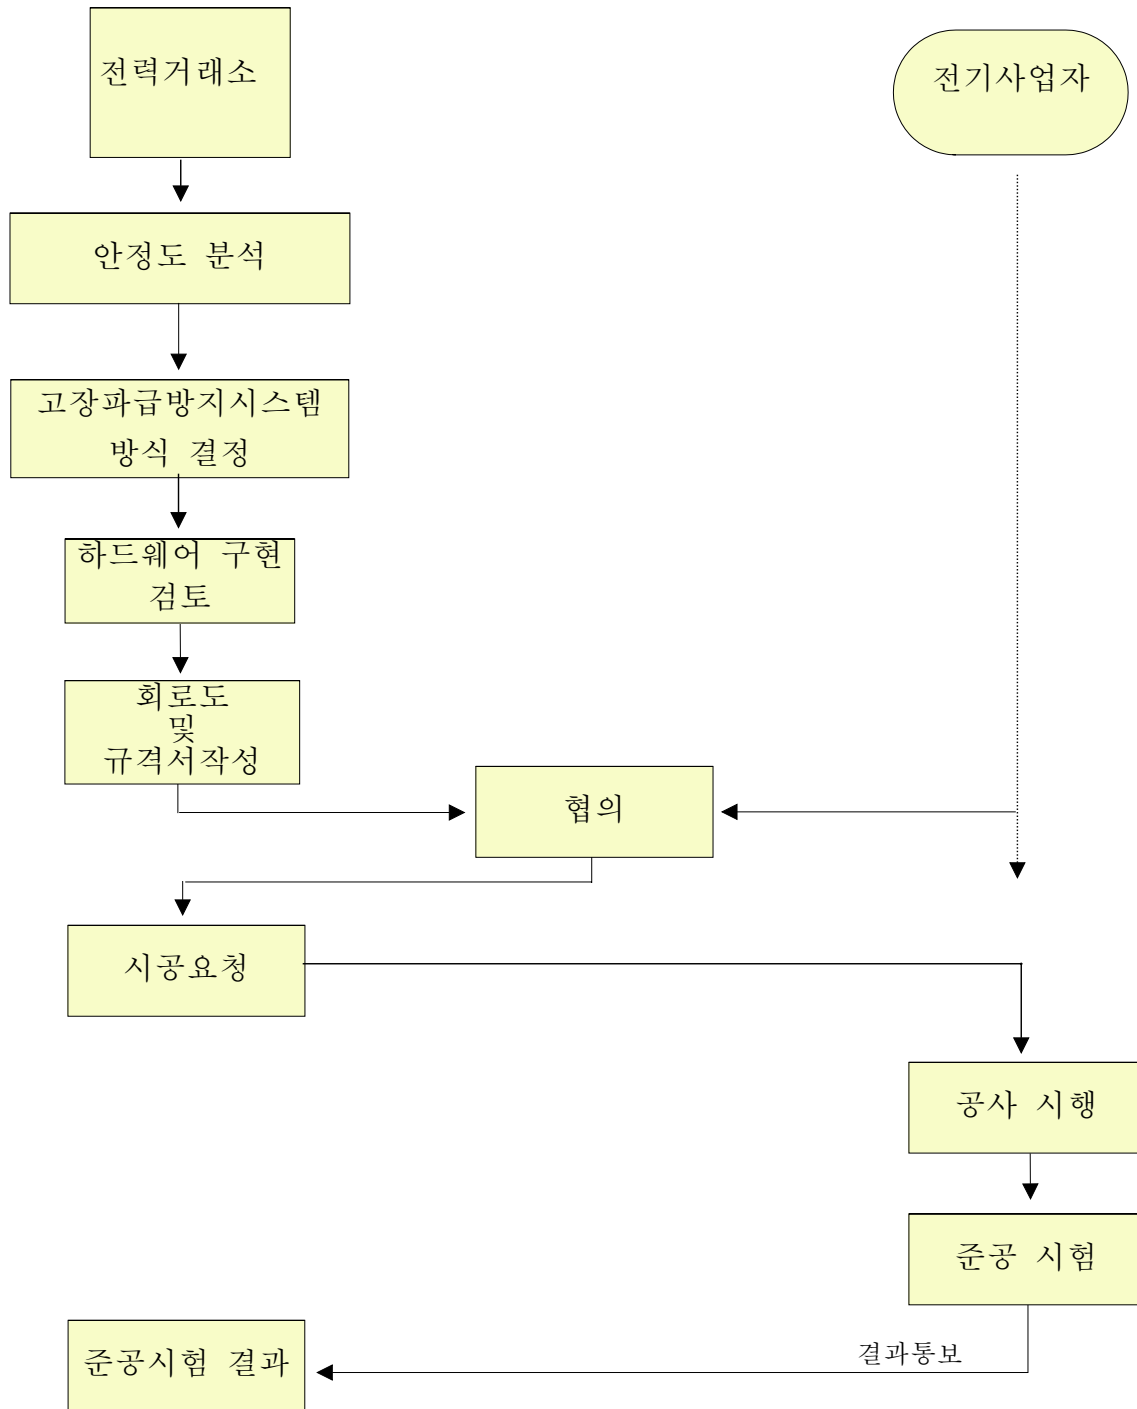 전력거래소
전기사업자
안정도 분석
고장파급방지시스템
방식 결정
하드웨어 구현
검토
회로도
및
규격서작성
협의
시공요청
공사 시행
준공 시험
결과통보
준공시험 결과